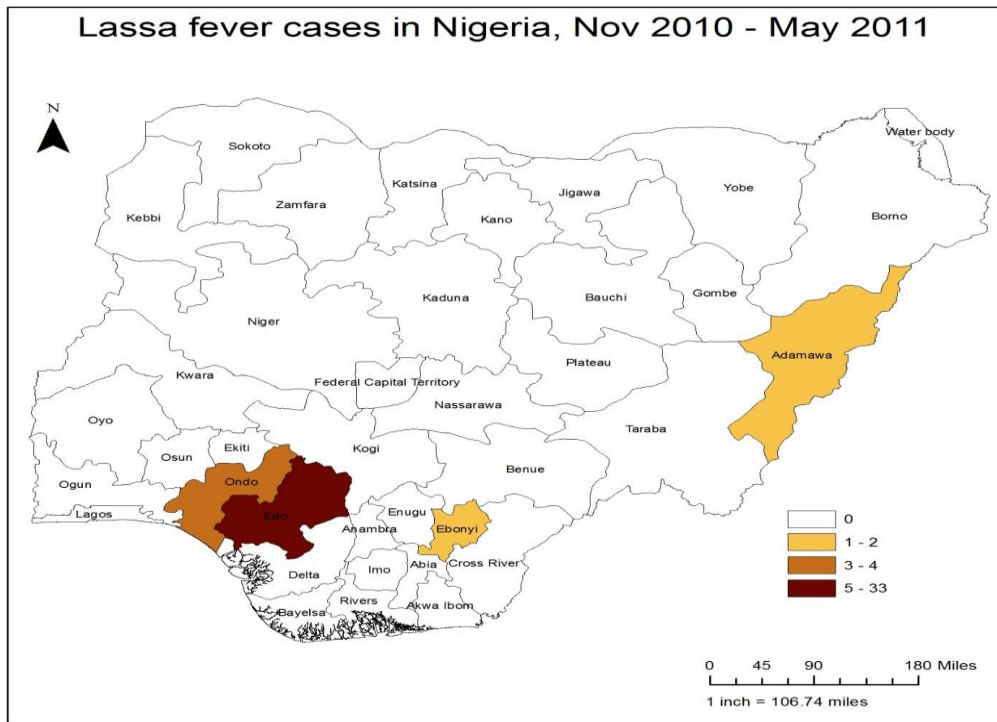 Lassa fever cases in Nigeria, Nov 2010 - May 2011
N
Water body
Sokoto
Katsina
Jigawa
Yobe
Zamfara
Kano
Kebbi
Borno
Kaduna
Bauchi
Gombe
Niger
Adamawa
Plateau
Kwara
Federal Capital Territory
Nassarawa
Oyo
Taraba
Ekiti
Kogi
Osun
Benue
Ondo
Ogun
Edo
Enugu
Lagos
Anambra
Ebonyi
Abia
Cross River
Imo
Delta
Rivers
Akwa Ibom
Bayelsa
0
1 - 2
3 - 4
5 - 33
0 45 90 180 Miles
1 inch = 106.74 miles